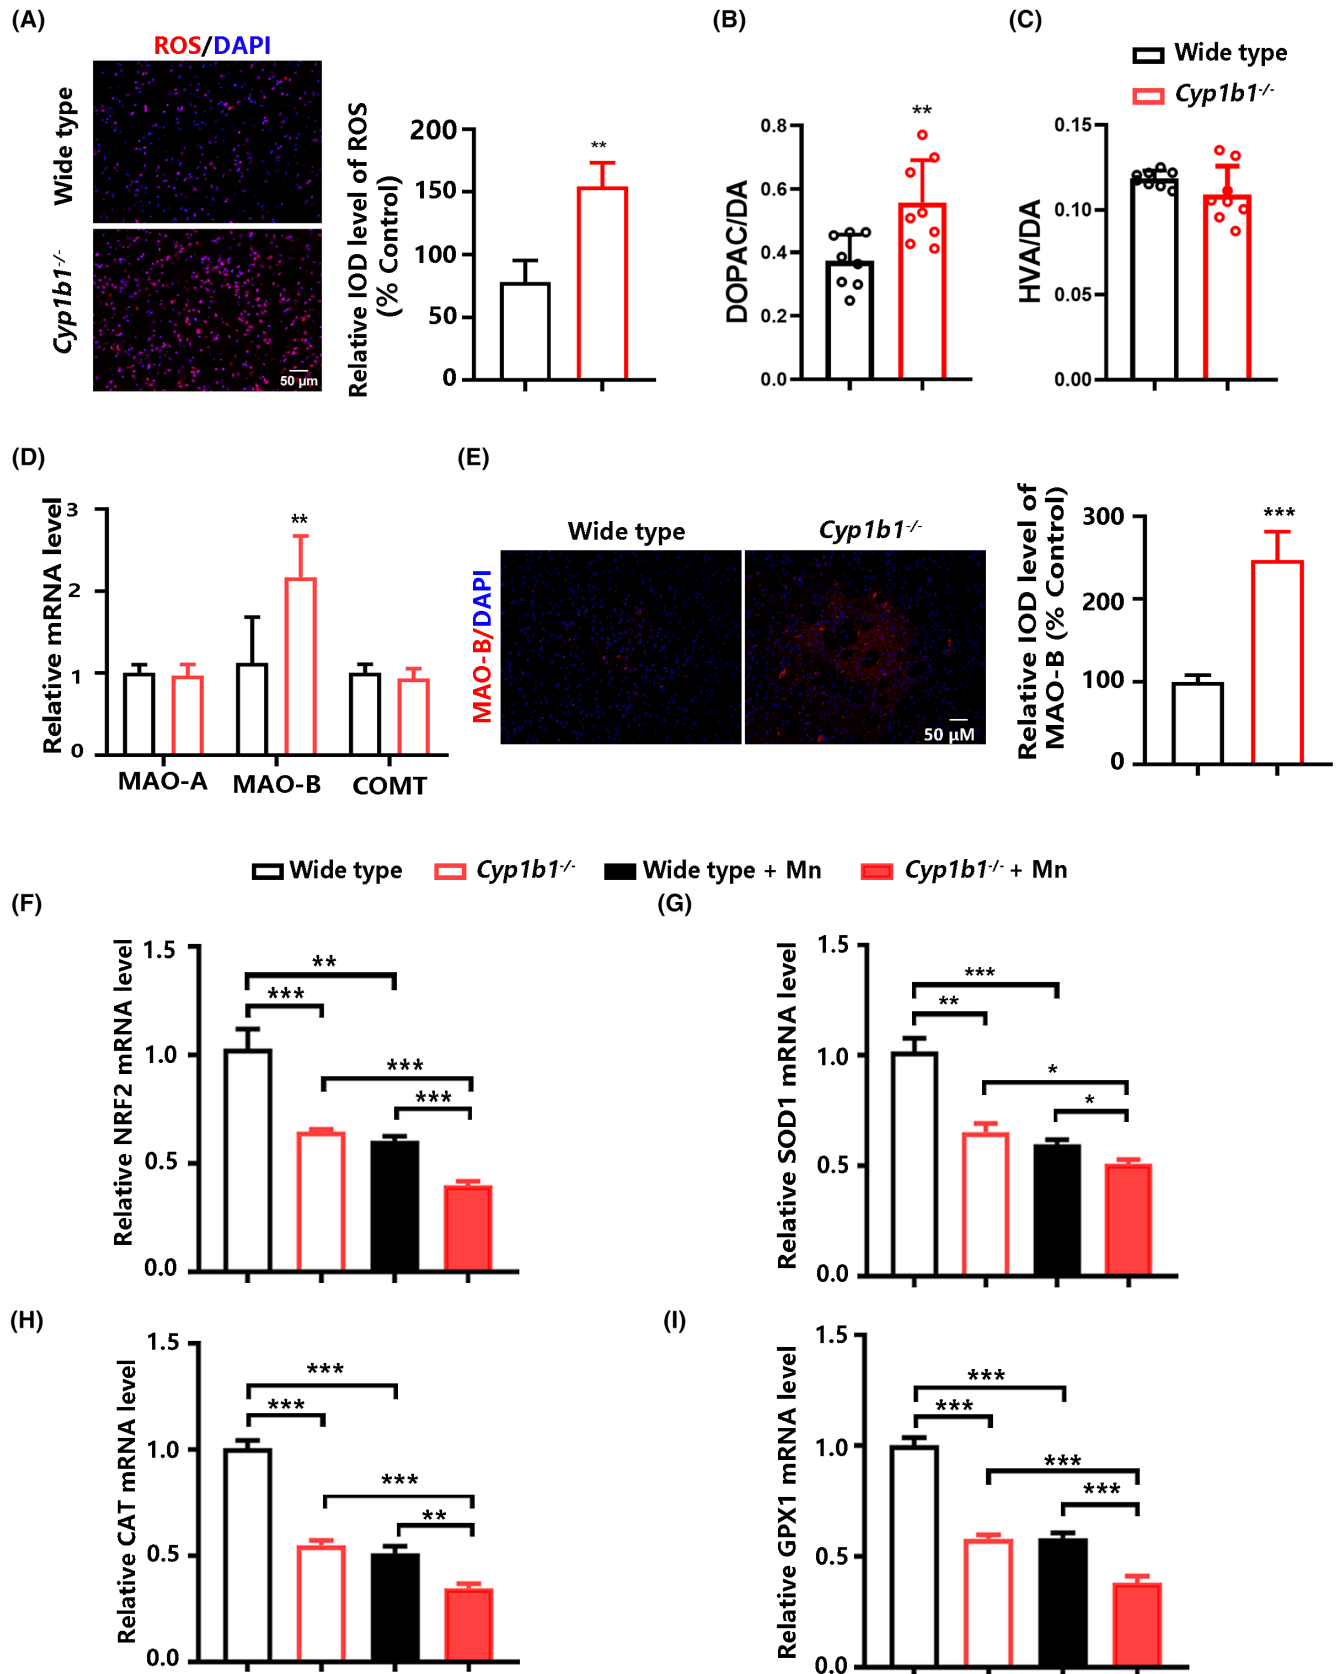 (A)
ROS/DAPI
Wide type
Cyp1b1-/-
50 μm
Relative IOD level of ROS
(% Control)
200
150
100
50
0
**
(B)
DOPAC/DA
0.8
0.6
0.4
0.2
0.0
**
(C)
Wide type
Cyp1b1-/-
HVA/DA
0.15
0.10
0.05
0.00
(D)
Relative mRNA level
3
2
1
0
**
MAO-A
MAO-B
COMT
(E)
Wide type
Cyp1b1-/-
MAO-B/DAPI
50 μM
Relative IOD level of
MAO-B (% Control)
300
200
100
0
***
Wide type
Cyp1b1-/-
Wide type + Mn
Cyp1b1-/- + Mn
(F)
Relative NRF2 mRNA level
1.5
1.0
0.5
0.0
**
***
***
***
(G)
Relative SOD1 mRNA level
1.5
1.0
0.5
0.0
***
**
*
*
(H)
Relative CAT mRNA level
1.5
1.0
0.5
0.0
***
***
***
**
(I)
Relative GPX1 mRNA level
1.5
1.0
0.5
0.0
***
***
***
***